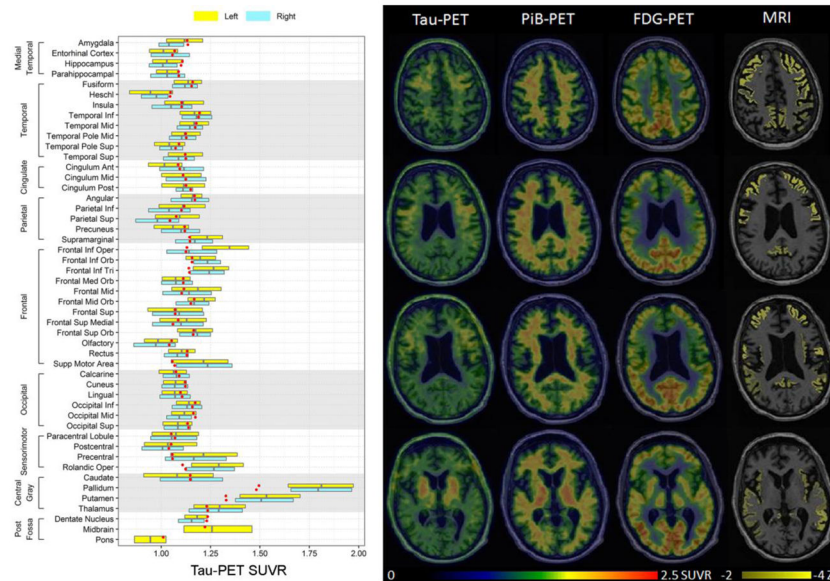 Left Right
Medial Temporal
Amygdala
Entorhinal Cortex
Hippocampus
Parahippocampal
Temporal
Fusiform
Heschl
Insula
Temporal Inf
Temporal Mid
Temporal Pole Mid
Temporal Pole Sup
Temporal Sup
Cingulate
Cingulum Ant
Cingulum Mid
Cingulum Post
Parietal
Angular
Parietal Inf
Parietal Sup
Precuneus
Supramarginal
Frontal
Frontal Inf Oper
Frontal Inf Orb
Frontal Inf Tri
Frontal Med Orb
Frontal Mid
Frontal Mid Orb
Frontal Sup
Frontal Sup Medial
Frontal Sup Orb
Olfactory
Rectus
Supp Motor Area
Occipital
Calcarine
Cuneus
Lingual
Occipital Inf
Occipital Mid
Occipital Sup
Sensorimotor
Paracentral Lobule
Postcentral
Precentral
Rolandic Oper
Central Gray
Caudate
Pallidum
Putamen
Thalamus
Post Fossa
Dentate Nucleus
Midbrain
Pons
1.00 1.25 1.50 1.75 2.00
Tau-PET SUVR
Tau-PET PiB-PET FDG-PET MRI
0 2.5 SUVR -2 -4z